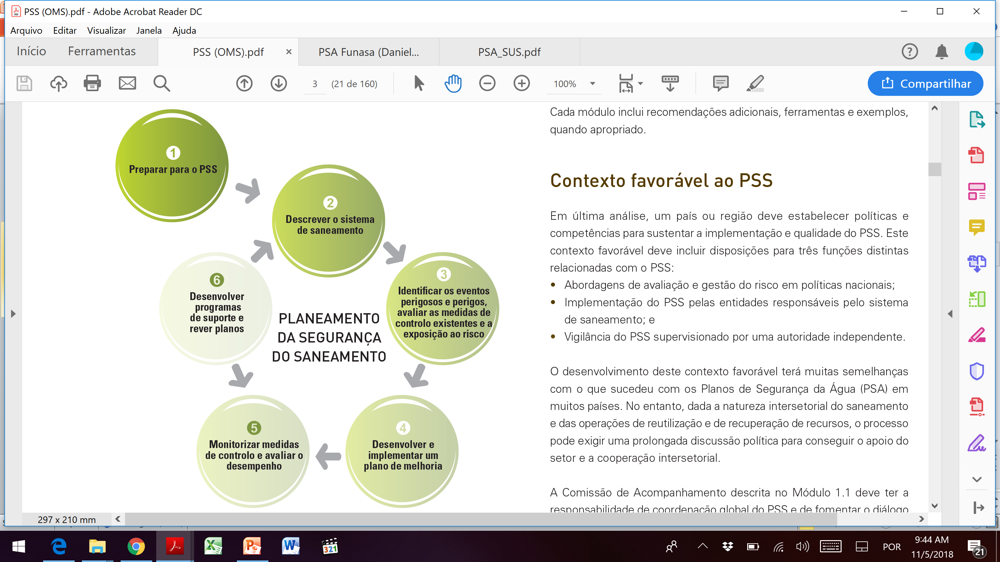 PSS (OMS).pdf - Adobe Acrobat Reader DC
Arquivo Editar Visualizar Janela Ajuda
Início Ferramentas PSS (OMS).pdf PSA Funasa (Daniel... PSA_SUS.pdf
3 (21 de 160) 100% Compartilhar
1
Preparar para o PSS
2
Descrever o sistema
de saneamento
3
Identificar os eventos
perigosos e perigos,
avaliar as medidas de
controlo existentes e a
exposição ao risco
6
Desenvolver
programas
de suporte e
rever planos
PLANEAMENTO
DA SEGURANÇA
DO SANEAMENTO
5
Monitorizar medidas
de controlo e avaliar o
desempenho
4
Desenvolver e
implementar um
plano de melhoria
Cada módulo inclui recomendações adicionais, ferramentas e exemplos,
quando apropriado.
Contexto favorável ao PSS
Em última análise, um país ou região deve estabelecer políticas e
competências para sustentar a implementação e qualidade do PSS. Este
contexto favorável deve incluir disposições para três funções distintas
relacionadas com o PSS:
• Abordagens de avaliação e gestão do risco em políticas nacionais;
• Implementação do PSS pelas entidades responsáveis pelo sistema
de saneamento; e
• Vigilância do PSS supervisionado por uma autoridade independente.
O desenvolvimento deste contexto favorável terá muitas semelhanças
com o que sucedeu com os Planos de Segurança da Água (PSA) em
muitos países. No entanto, dada a natureza intersetorial do saneamento
e das operações de reutilização e de recuperação de recursos, o processo
pode exigir uma prolongada discussão política para conseguir o apoio do
setor e a cooperação intersetorial.
A Comissão de Acompanhamento descrita no Módulo 1.1 deve ter a
responsabilidade de coordenação global do PSS e de fomentar o diálogo
297 x 210 mm
321
POR
9:44 AM
11/5/2018
21